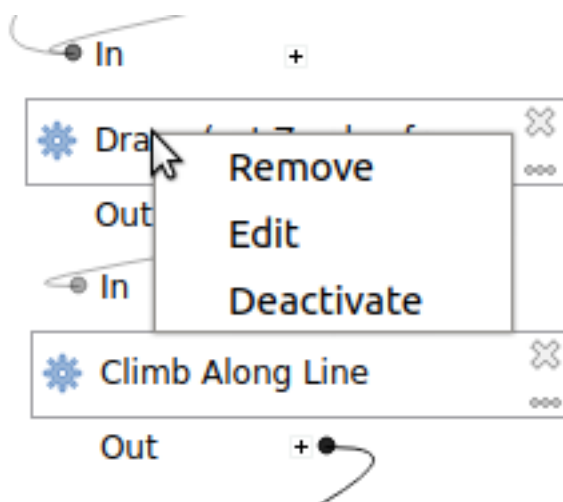 In
Dra
Remove
Out
Edit
In
Deactivate
Climb Along Line
Out